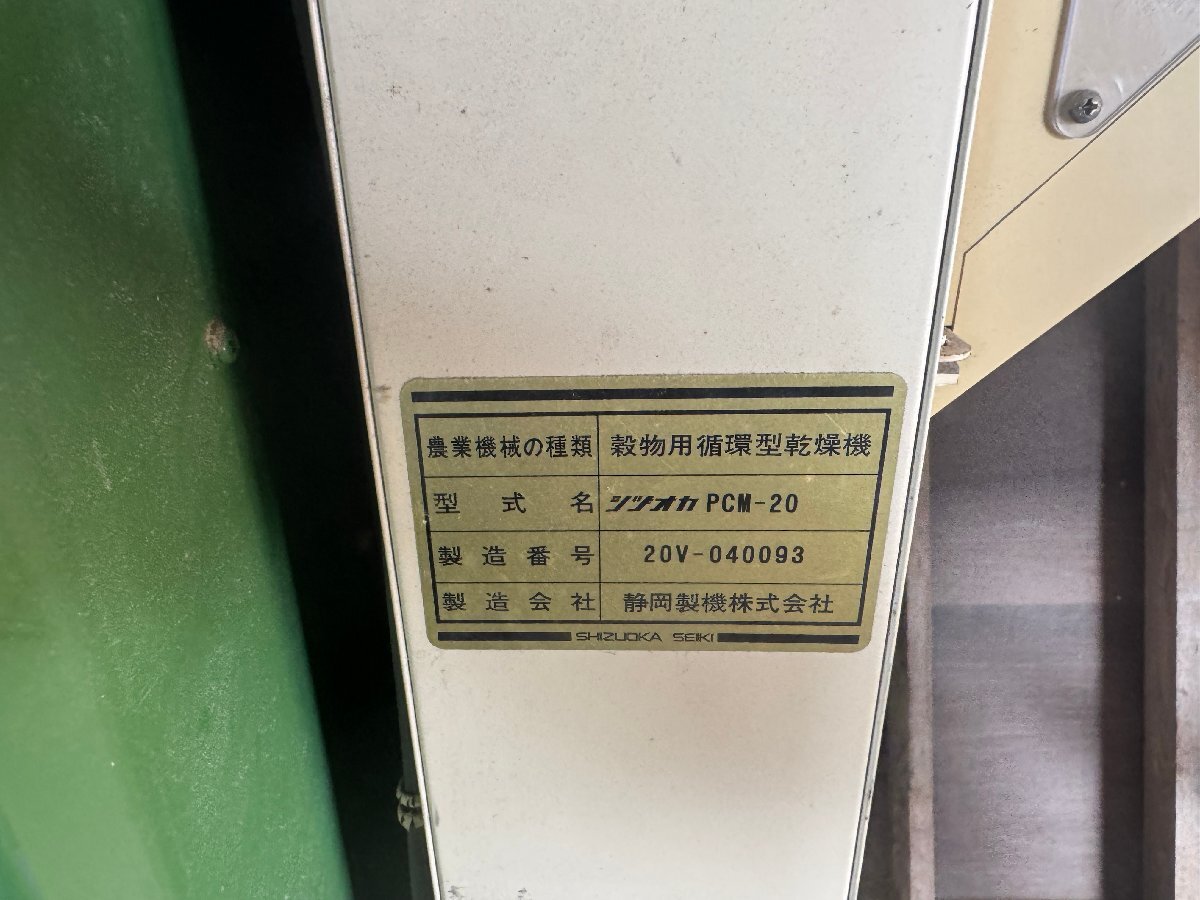 農業機械の種類 穀物用循環型乾燥機
型式名 シヅオカ PCM-20
製造番号 20V-040093
製造会社 静岡製機株式会社
SHIZUOKA SEIKI